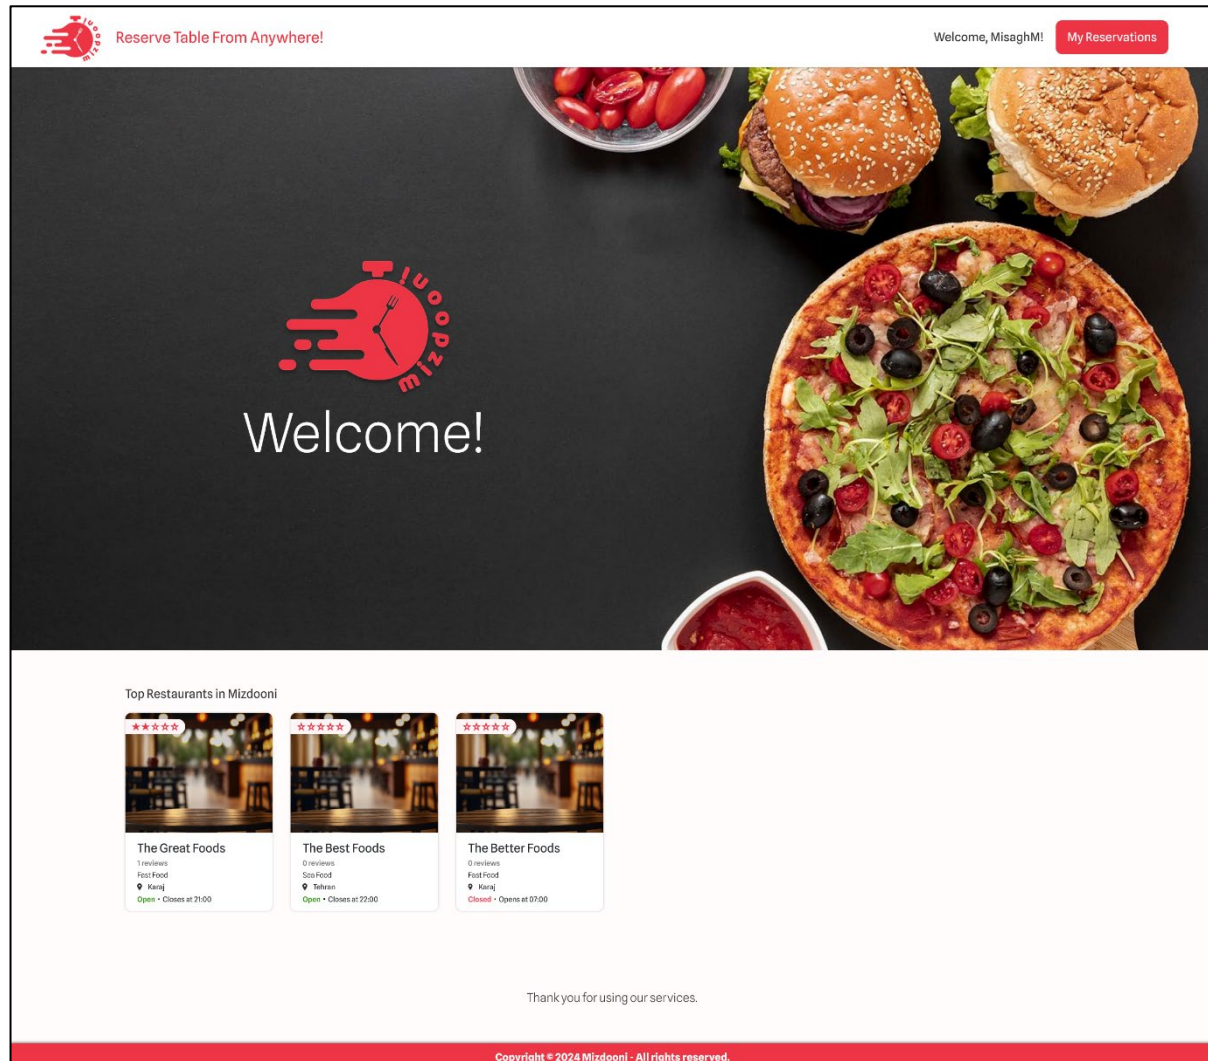 mizdooni
Reserve Table From Anywhere!
Welcome, MisaghM!
My Reservations
mizdooni
Welcome!
Top Restaurants in Mizdooni
The Great Foods
1 reviews
Fast Food
Karaj
Open • Closes at 21:00
The Best Foods
0 reviews
Sea Food
Tehran
Open • Closes at 22:00
The Better Foods
0 reviews
Fast Food
Karaj
Closed • Opens at 07:00
Thank you for using our services.
Copyright © 2024 Mizdooni - All rights reserved.